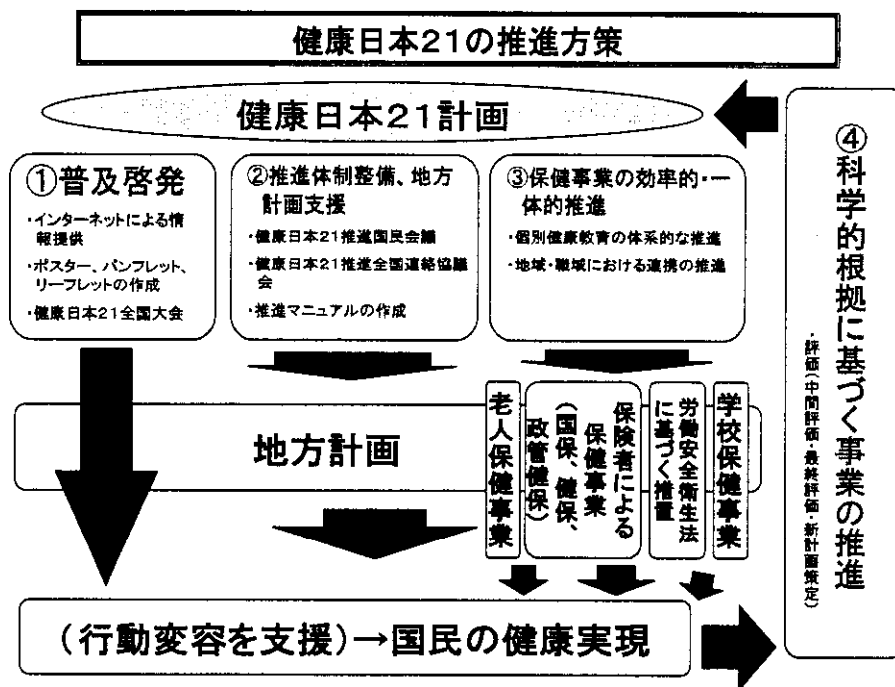 健康日本21の推進方策
健康日本21計画
①普及啓発
・インターネットによる情
報提供
・ポスター、パンフレット、
リーフレットの作成
・健康日本21全国大会
②推進体制整備、地方
計画支援
・健康日本21推進国民会議
・健康日本21推進全国連絡協議
会
・推進マニュアルの作成
③保健事業の効率的・一
体的推進
・個別健康教育の体系的な推進
・地域・職域における連携の推進
地方計画
老人保健事業
保険者による
保健事業
(国保、健保、
政管健保)
労働安全衛生法
に基づく措置
学校保健事業
(行動変容を支援)→国民の健康実現
④科学的根拠に基づく事業の推進
・評価(中間評価・最終評価・新計画策定)